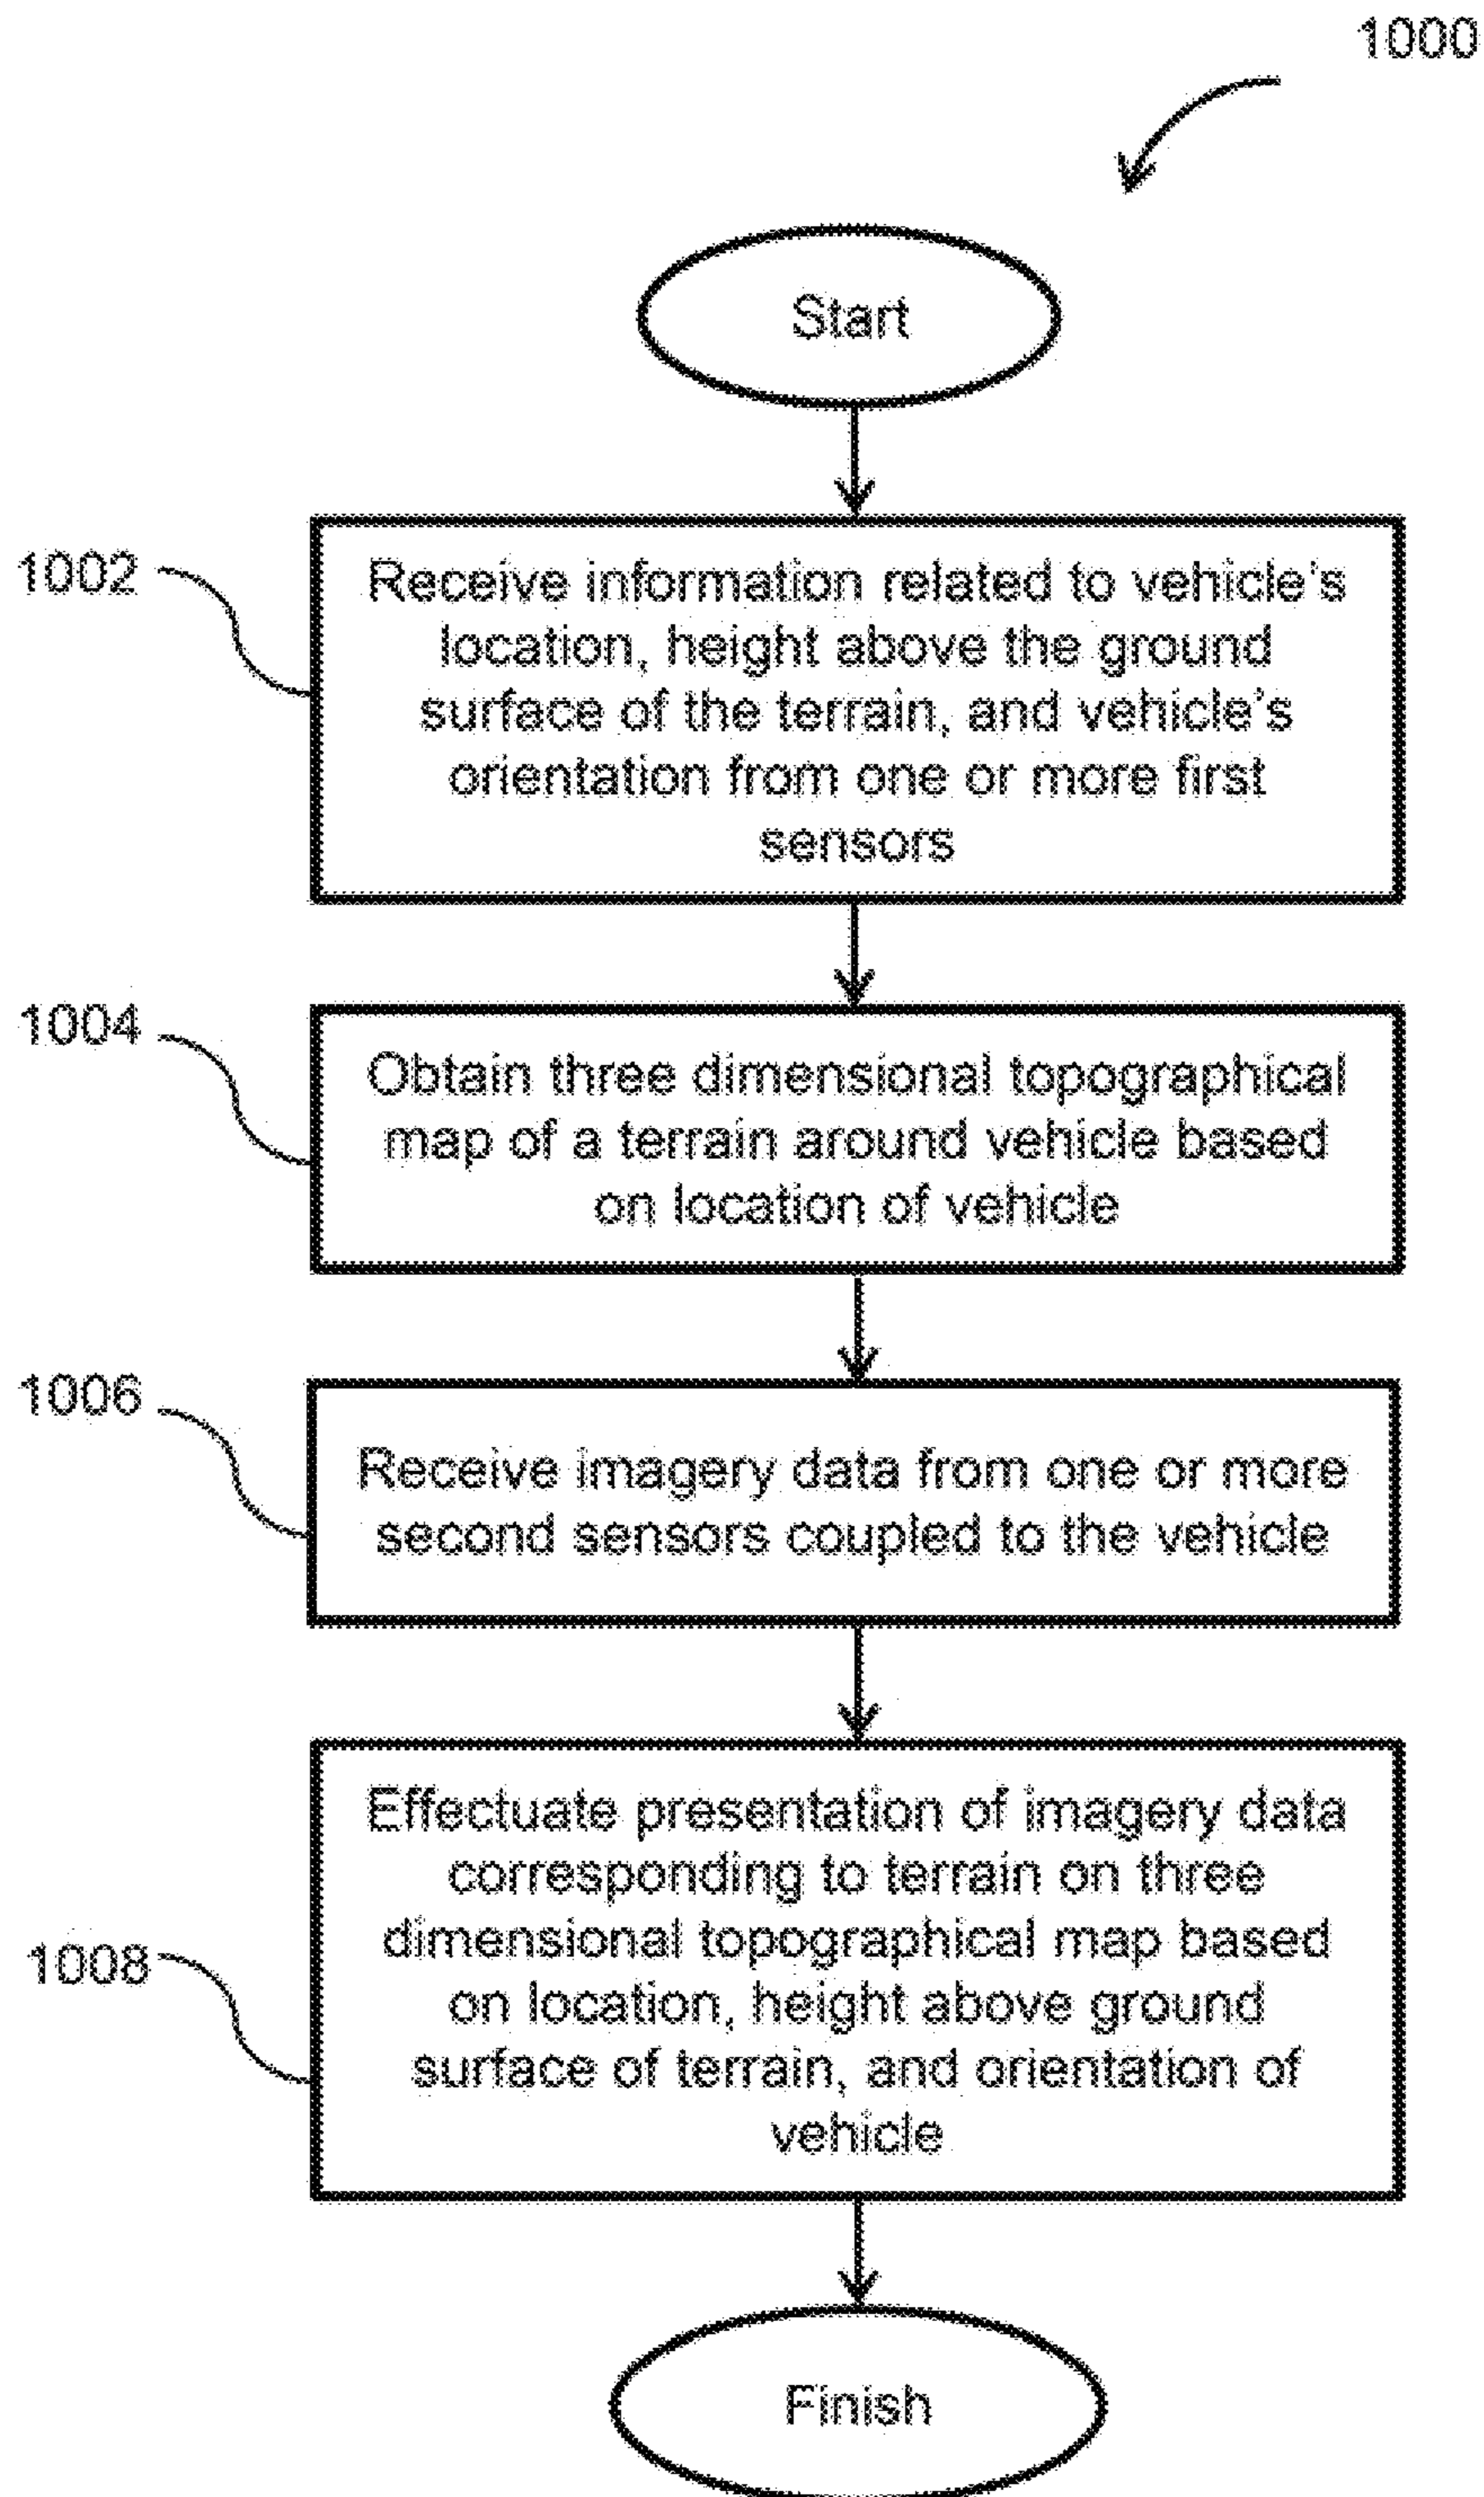 1000
Start
1002
Receive information related to vehicle's
location, height above the ground
surface of the terrain, and vehicle's
orientation from one or more first
sensors
1004
Obtain three dimensional topographical
map of a terrain around vehicle based
on location of vehicle
1006
Receive imagery data from one or more
second sensors coupled to the vehicle
1008
Effectuate presentation of imagery data
corresponding to terrain on three
dimensional topographical map based
on location, height above ground
surface of terrain, and orientation of
vehicle
Finish